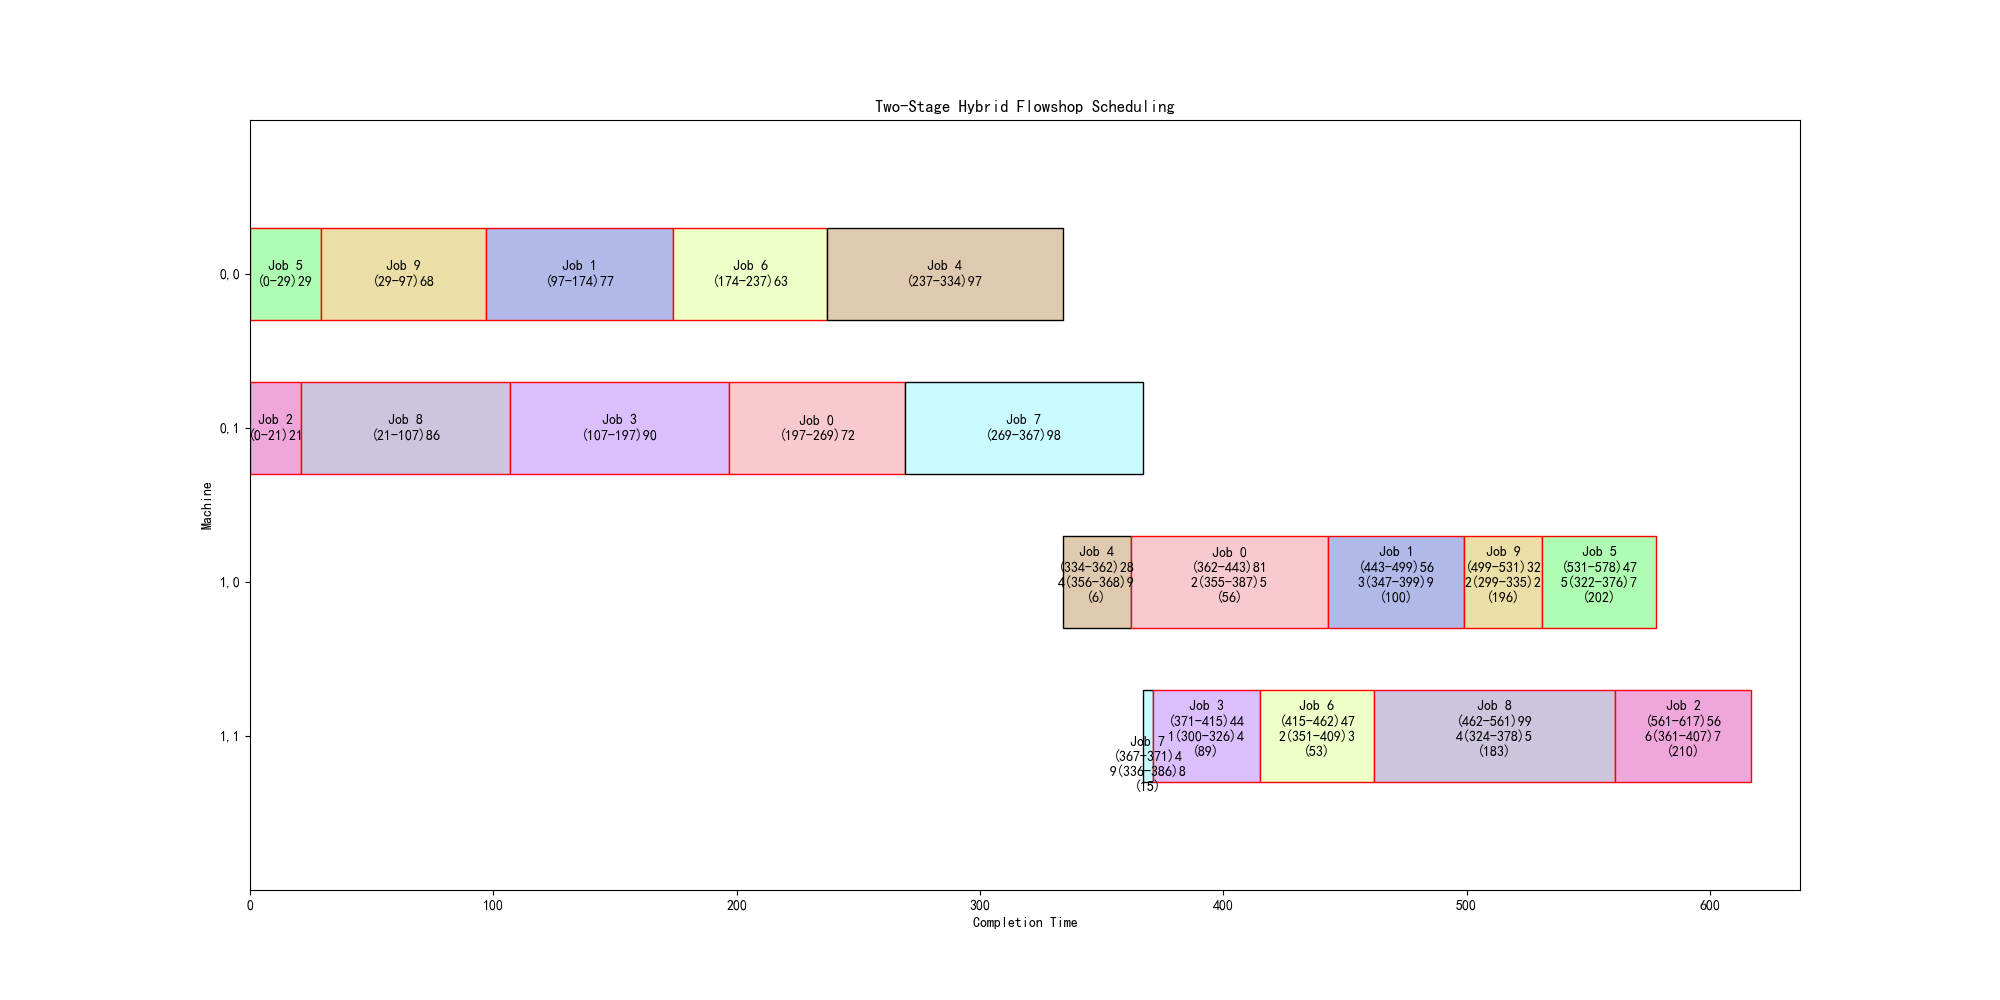 Two-Stage Hybrid Flowshop Scheduling
Machine
0,0
Job 5
(0-29)29
Job 9
(29-97)68
Job 1
(97-174)77
Job 6
(174-237)63
Job 4
(237-334)97
0,1
Job 2
(0-21)21
Job 8
(21-107)86
Job 3
(107-197)90
Job 0
(197-269)72
Job 7
(269-367)98
1,0
Job 4
(334-362)28
4(356-368)9
(6)
Job 0
(362-443)81
2(355-387)5
(56)
Job 1
(443-499)56
3(347-399)9
(100)
Job 9
(499-531)32
2(299-335)2
(196)
Job 5
(531-578)47
5(322-376)7
(202)
1,1
Job 7
(367-371)4
9(336-386)8
(15)
Job 3
(371-415)44
1(300-326)4
(89)
Job 6
(415-462)47
2(351-409)3
(53)
Job 8
(462-561)99
4(324-378)5
(183)
Job 2
(561-617)56
6(361-407)7
(210)
0
100
200
300
400
500
600
Completion Time